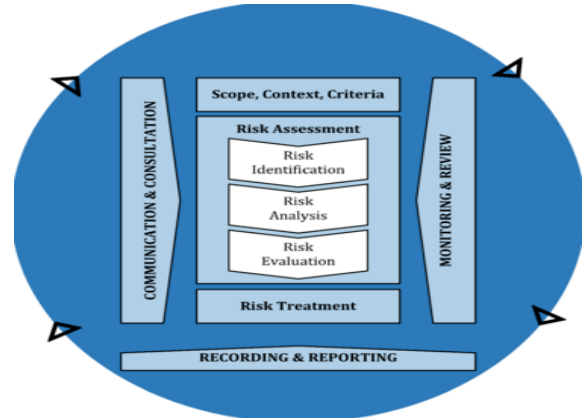 Scope, Context, Criteria
Risk Assessment
Risk
Identification
Risk
Analysis
Risk
Evaluation
Risk Treatment
COMMUNICATION & CONSULTATION
MONITORING & REVIEW
RECORDING & REPORTING